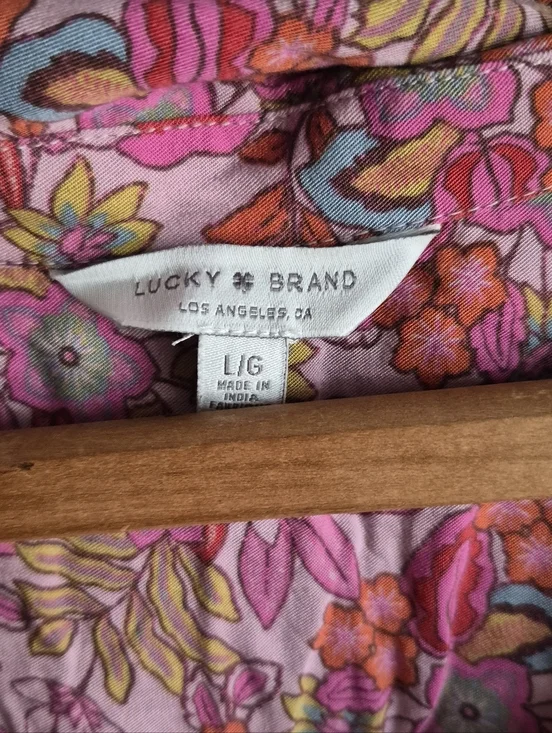 LUCKY BRAND
LOS ANGELES, CA
L/G
MADE IN
INDIA